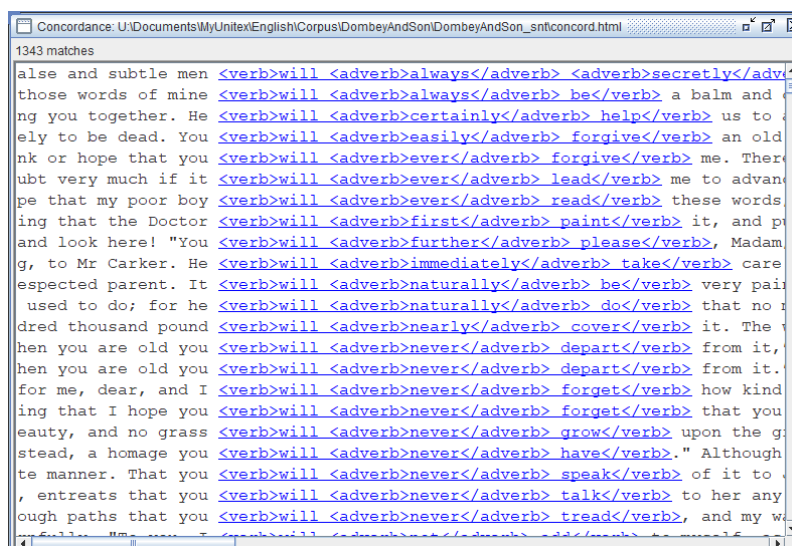 Concordance: U:\Documents\MyUnitex\English\Corpus\DombeyAndSon\DombeyAndSon_snt\concord.html
1343 matches
alse and subtle men <verb>will <adverb>always</adverb> <adverb>secretly</adve
those words of mine <verb>will <adverb>always</adverb> be</verb> a balm and
ng you together. He <verb>will <adverb>certainly</adverb> help</verb> us to a
ely to be dead. You <verb>will <adverb>easily</adverb> forgive</verb> an old
nk or hope that you <verb>will <adverb>ever</adverb> forgive</verb> me. There
ubt very much if it <verb>will <adverb>ever</adverb> lead</verb> me to advan
pe that my poor boy <verb>will <adverb>ever</adverb> read</verb> these words,
ing that the Doctor <verb>will <adverb>first</adverb> paint</verb> it, and pu
and look here! "You <verb>will <adverb>further</adverb> please</verb>, Madam,
g, to Mr Carker. He <verb>will <adverb>immediately</adverb> take</verb> care
espected parent. It <verb>will <adverb>naturally</adverb> be</verb> very pain
used to do; for he <verb>will <adverb>naturally</adverb> do</verb> that no m
dred thousand pound <verb>will <adverb>nearly</adverb> cover</verb> it. The w
hen you are old you <verb>will <adverb>never</adverb> depart</verb> from it,"
hen you are old you <verb>will <adverb>never</adverb> depart</verb> from it."
for me, dear, and I <verb>will <adverb>never</adverb> forget</verb> how kind
ing that I hope you <verb>will <adverb>never</adverb> forget</verb> that you
eauty, and no grass <verb>will <adverb>never</adverb> grow</verb> upon the g
stead, a homage you <verb>will <adverb>never</adverb> have</verb>." Although
te manner. That you <verb>will <adverb>never</adverb> speak</verb> of it to
, entreats that you <verb>will <adverb>never</adverb> talk</verb> to her any
ough paths that you <verb>will <adverb>never</adverb> tread</verb>, and my wa